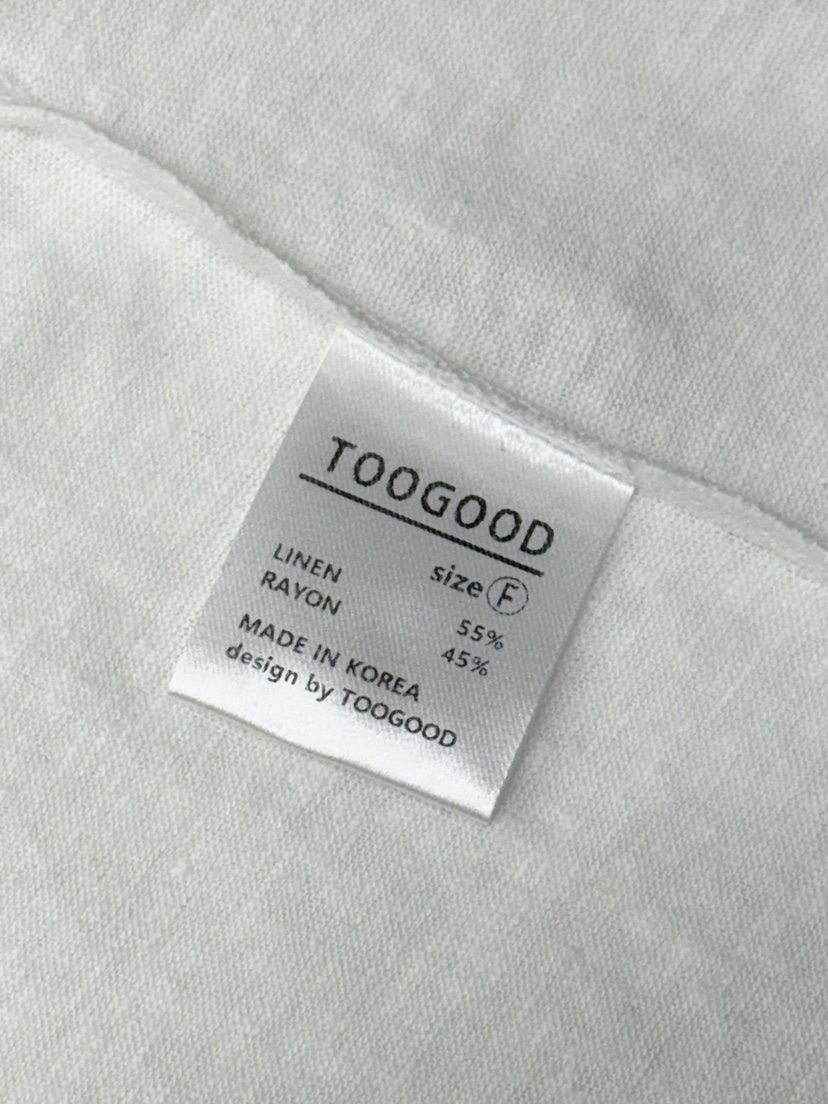 TOOGOOD
size F
LINEN 55%
RAYON 45%
MADE IN KOREA
design by TOOGOOD